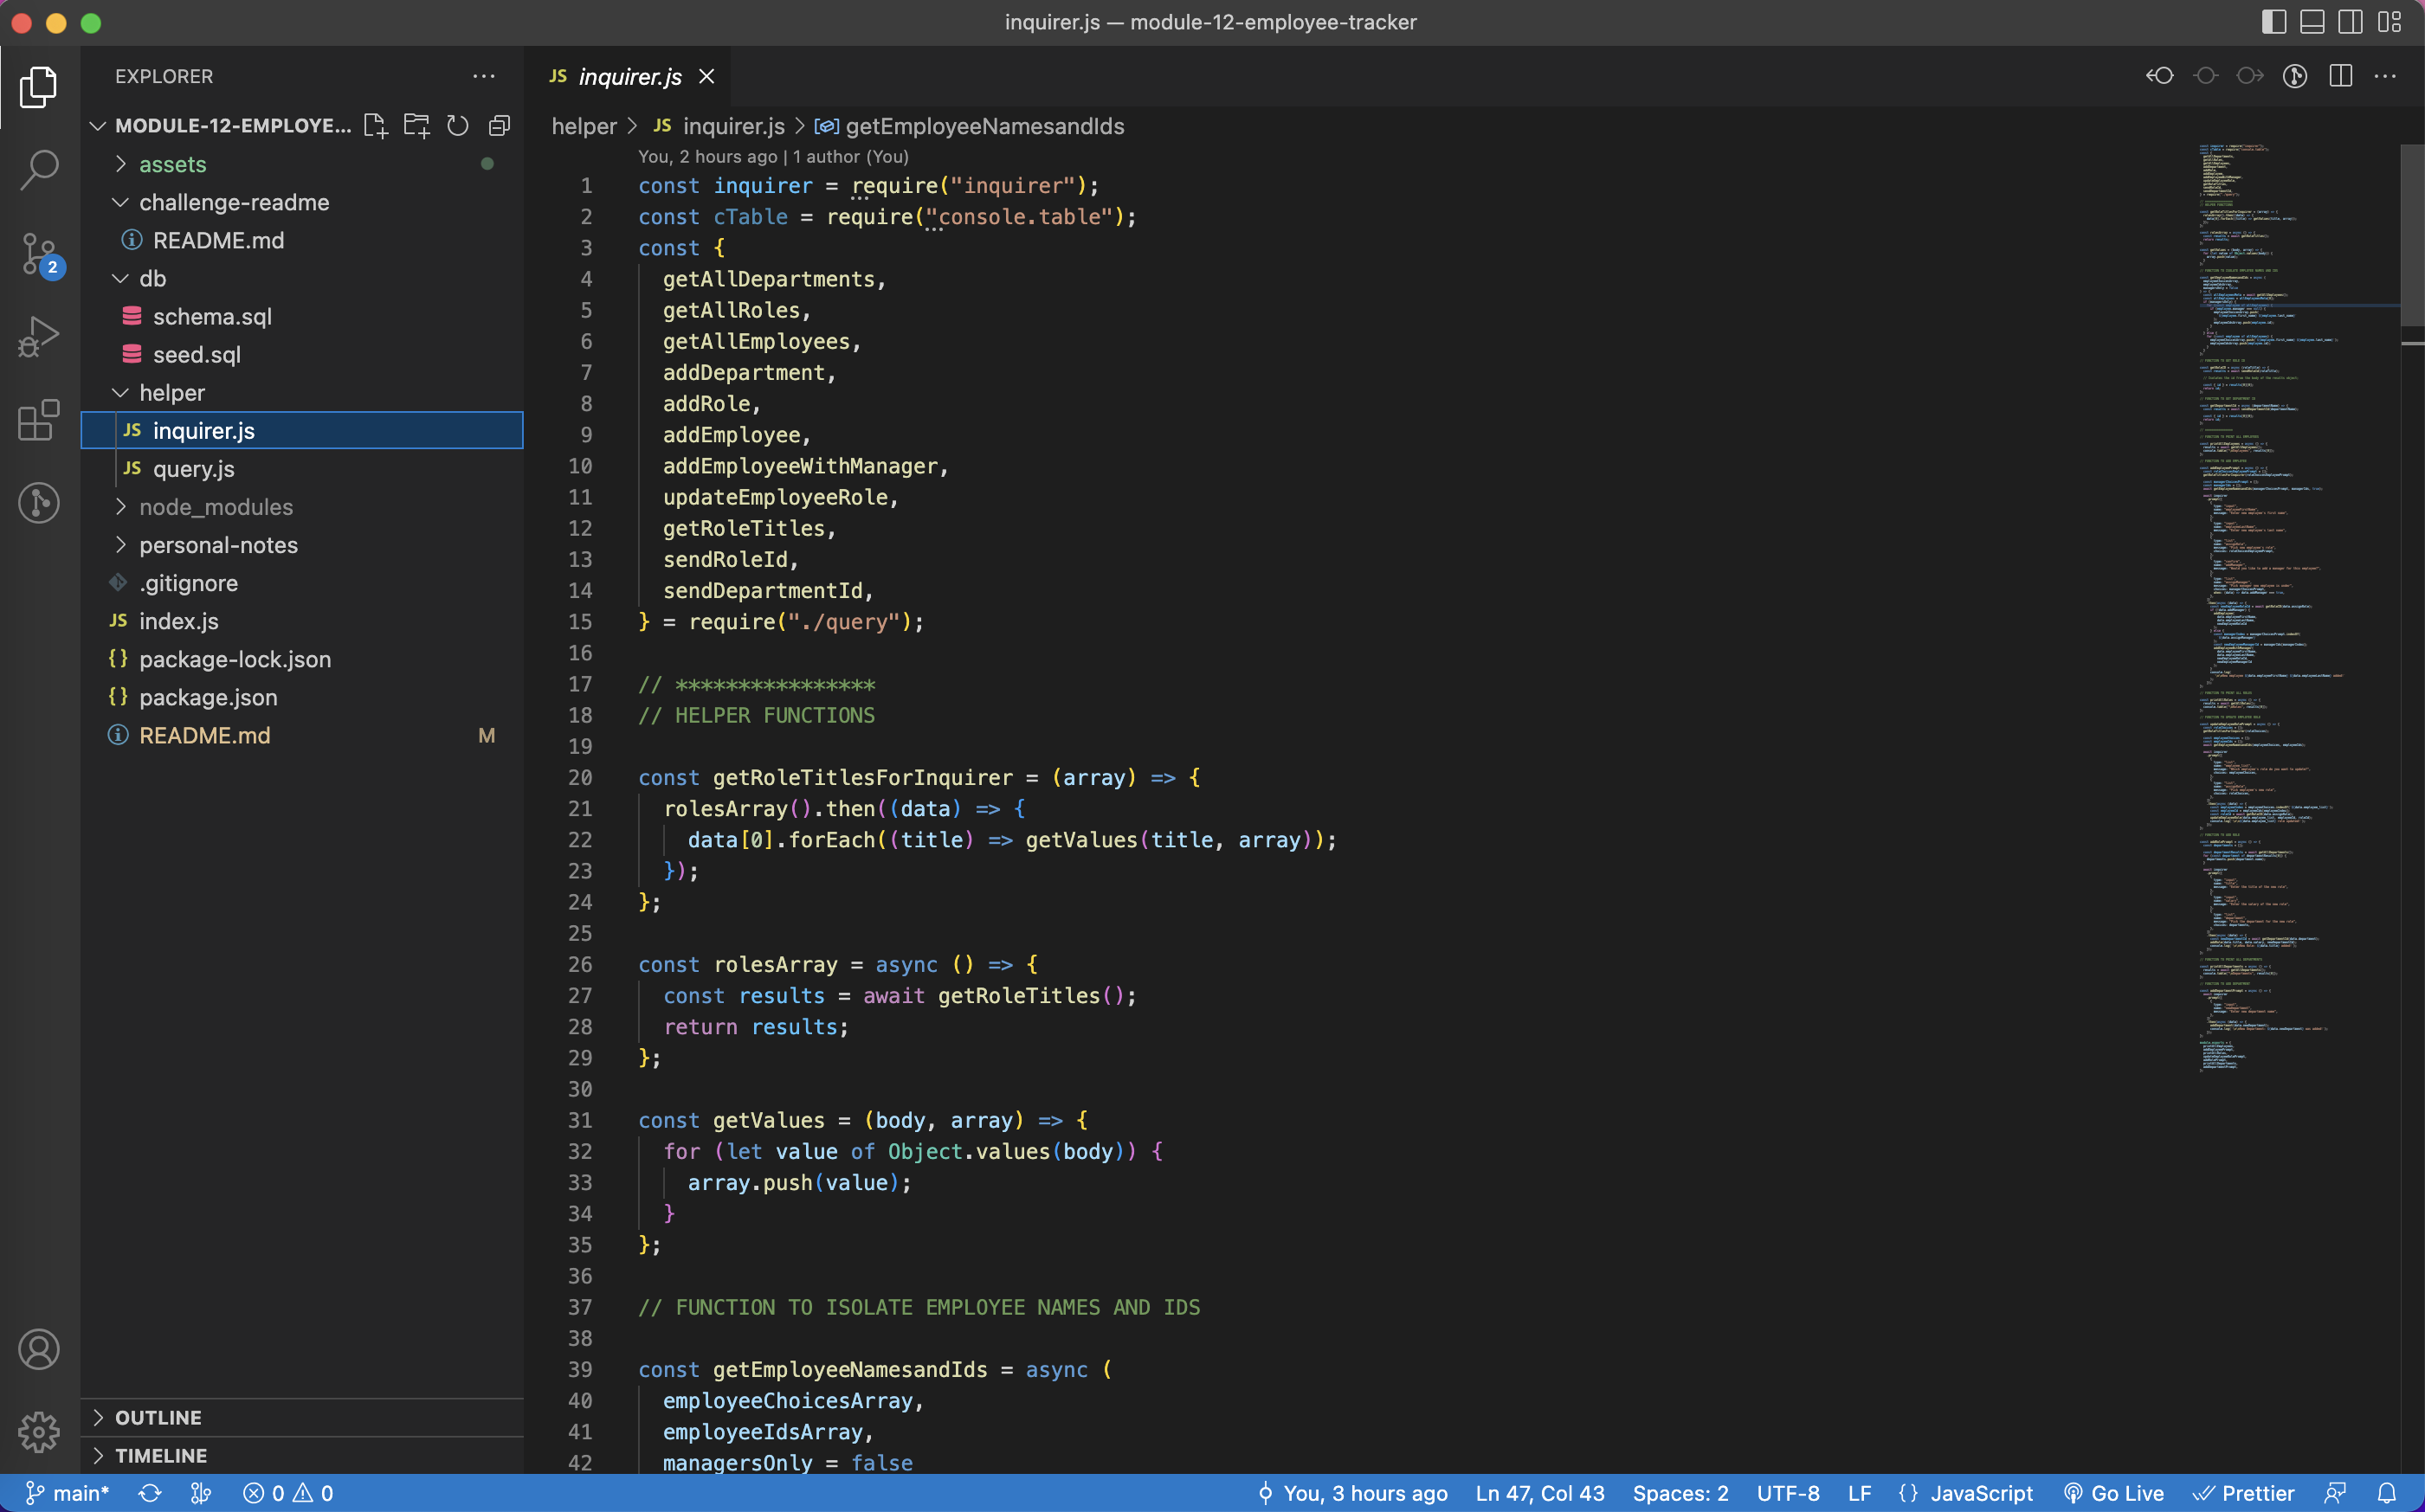 inquirer.js — module-12-employee-tracker
EXPLORER
MODULE-12-EMPLOYE...
assets
challenge-readme
README.md
db
schema.sql
seed.sql
helper
JS inquirer.js
JS query.js
node_modules
personal-notes
.gitignore
JS index.js
{} package-lock.json
{} package.json
README.md M
OUTLINE
TIMELINE
2
JS inquirer.js
helper > JS inquirer.js > getEmployeeNamesandIds
You, 2 hours ago | 1 author (You)
1 const inquirer = require("inquirer");
2 const cTable = require("console.table");
3 const {
4 getAllDepartments,
5 getAllRoles,
6 getAllEmployees,
7 addDepartment,
8 addRole,
9 addEmployee,
10 addEmployeeWithManager,
11 updateEmployeeRole,
12 getRoleTitles,
13 sendRoleId,
14 sendDepartmentId,
15 } = require("./query");
16
17 // ****************
18 // HELPER FUNCTIONS
19
20 const getRoleTitlesForInquirer = (array) => {
21 rolesArray().then((data) => {
22 data[0].forEach((title) => getValues(title, array));
23 });
24 };
25
26 const rolesArray = async () => {
27 const results = await getRoleTitles();
28 return results;
29 };
30
31 const getValues = (body, array) => {
32 for (let value of Object.values(body)) {
33 array.push(value);
34 }
35 };
36
37 // FUNCTION TO ISOLATE EMPLOYEE NAMES AND IDS
38
39 const getEmployeeNamesandIds = async (
40 employeeChoicesArray,
41 employeeIdsArray,
42 managersOnly = false
main* 0 0 You, 3 hours ago Ln 47, Col 43 Spaces: 2 UTF-8 LF {} JavaScript Go Live Prettier